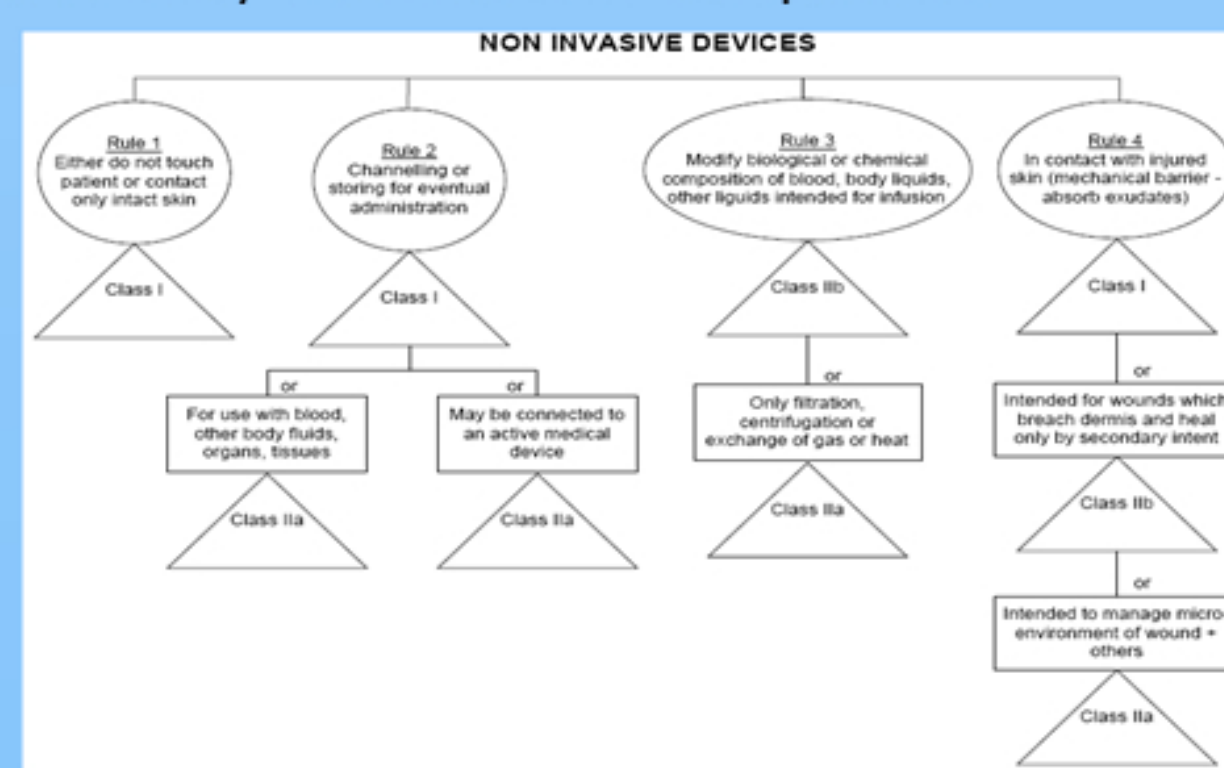 NON INVASIVE DEVICES
Rule 1
Either do not touch
patient or contact
only intact skin
Class I
Rule 2
Channelling or
storing for eventual
administration
Class I
or
For use with blood,
other body fluids,
organs, tissues
Class IIa
or
May be connected to
an active medical
device
Class IIa
Rule 3
Modify biological or chemical
composition of blood, body liquids,
other liquids intended for infusion
Class IIb
or
Only filtration,
centrifugation or
exchange of gas or heat
Class IIa
Rule 4
In contact with injured
skin (mechanical barrier -
absorb exudates)
Class I
or
Intended for wounds which
breach dermis and heal
only by secondary intent
Class IIb
or
Intended to manage micro-
environment of wound +
others
Class IIa